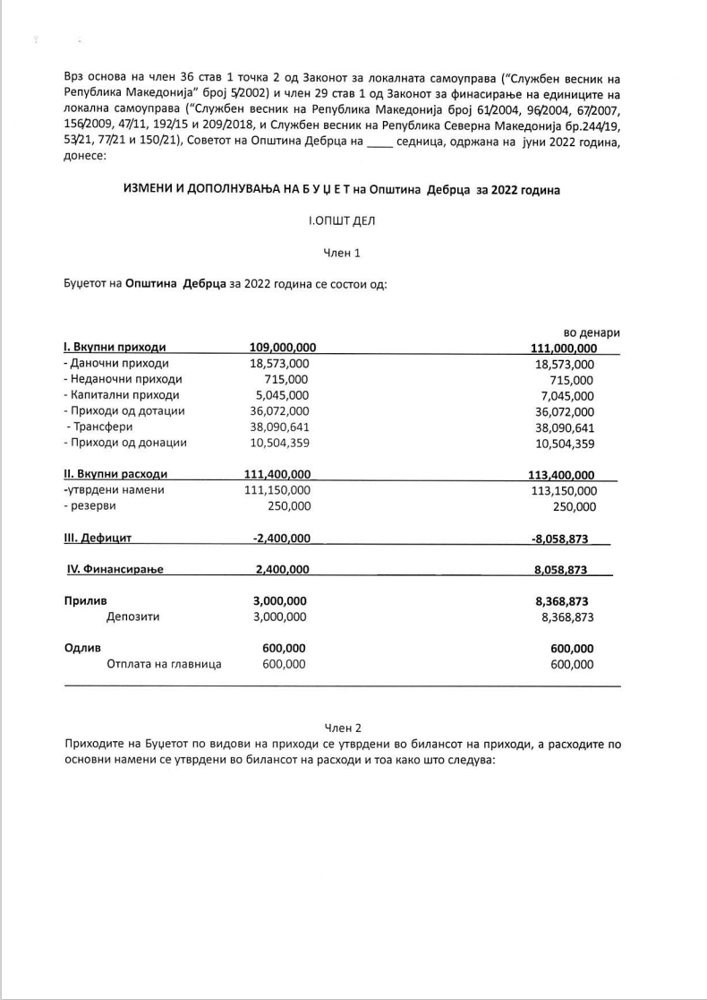 Врз основа на член 36 став 1 точка 2 од Законот за локалната самоуправа (“Службен весник на
Република Македонија” број 5/2002) и член 29 став 1 од Законот за финасирање на единиците на
локална самоуправа (“Службен весник на Република Македонија број 61/2004, 96/2004, 67/2007,
156/2009, 47/11, 192/15 и 209/2018, и Службен весник на Република Северна Македонија бр.244/19,
53/21, 77/21 и 150/21), Советот на Општина Дебрца на ____ седница, одржана на јуни 2022 година,
донесе:
ИЗМЕНИ И ДОПОЛНУВАЊА НА Б У Џ Е Т на Општина Дебрца за 2022 година
I.ОПШТ ДЕЛ
Член 1
Буџетот на Општина Дебрца за 2022 година се состои од:
во денари
I. Вкупни приходи 109,000,000 111,000,000
- Даночни приходи 18,573,000 18,573,000
- Неданочни приходи 715,000 715,000
- Капитални приходи 5,045,000 7,045,000
- Приходи од дотации 36,072,000 36,072,000
- Трансфери 38,090,641 38,090,641
- Приходи од донации 10,504,359 10,504,359
II. Вкупни расходи 111,400,000 113,400,000
-утврдени намени 111,150,000 113,150,000
- резерви 250,000 250,000
III. Дефицит -2,400,000 -8,058,873
IV. Финансирање 2,400,000 8,058,873
Прилив 3,000,000 8,368,873
Депозити 3,000,000 8,368,873
Одлив 600,000 600,000
Отплата на главница 600,000 600,000
Член 2
Приходите на Буџетот по видови на приходи се утврдени во билансот на приходи, а расходите по
основни намени се утврдени во билансот на расходи и тоа како што следува: